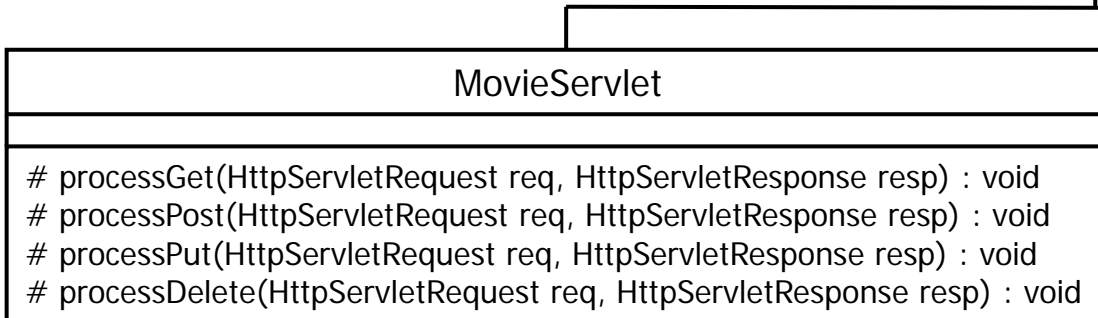 MovieServlet
# processGet(HttpServletRequest req, HttpServletResponse resp) : void
# processPost(HttpServletRequest req, HttpServletResponse resp) : void
# processPut(HttpServletRequest req, HttpServletResponse resp) : void
# processDelete(HttpServletRequest req, HttpServletResponse resp) : void